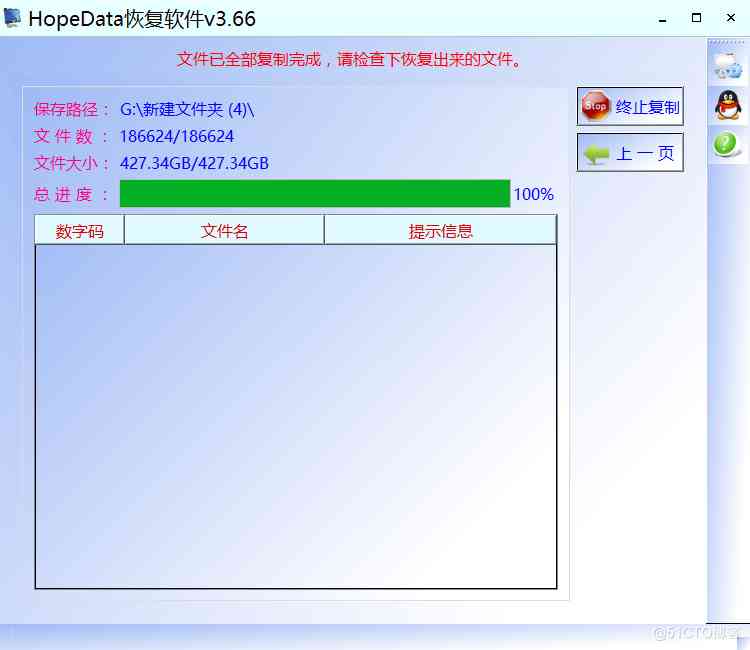 HopeData恢复软件v3.66
文件已全部复制完成，请检查下恢复出来的文件。
保存路径： G:\新建文件夹 (4)\
文 件 数 ： 186624/186624
文件大小： 427.34GB/427.34GB
总 进 度 ： 100%
数字码 文件名 提示信息
Stop 终止复制
上 一 页
@51CTO博客